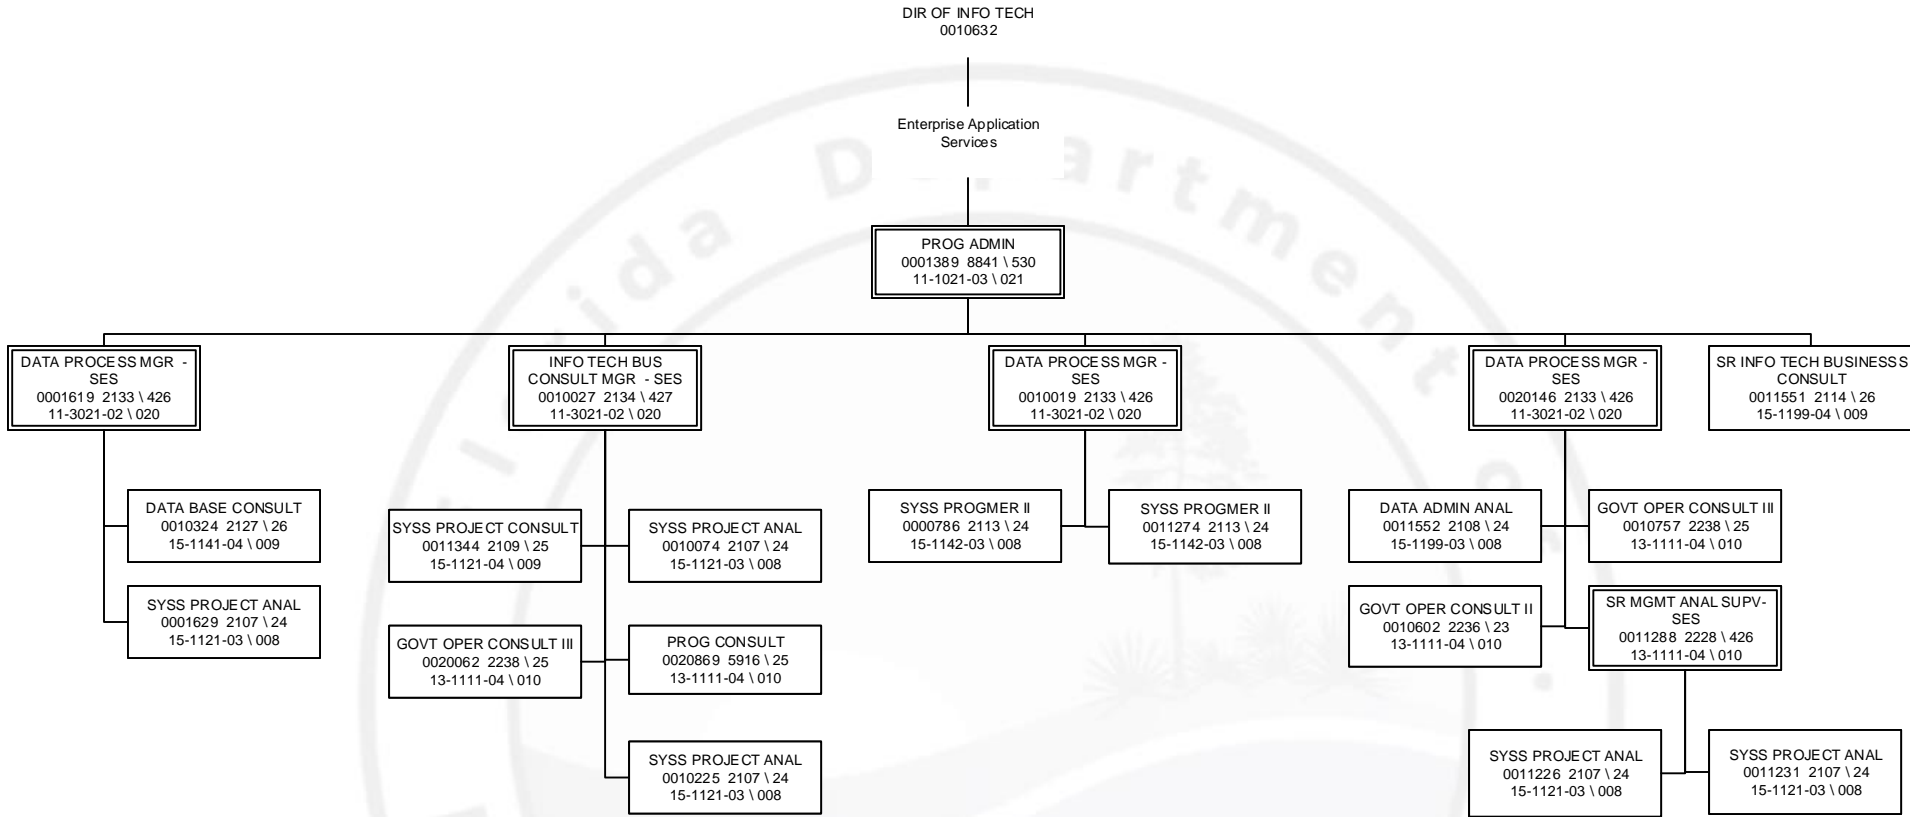 DIR OF INFO TECH
0010632
Enterprise Application
Services
PROG ADMIN
0001389 8841 \ 530
11-1021-03 \ 021
DATA PROCESS MGR -
SES
0001619 2133 \ 426
11-3021-02 \ 020
INFO TECH BUS
CONSULT MGR - SES
0010027 2134 \ 427
11-3021-02 \ 020
DATA PROCESS MGR -
SES
0010019 2133 \ 426
11-3021-02 \ 020
DATA PROCESS MGR -
SES
0020146 2133 \ 426
11-3021-02 \ 020
SR INFO TECH BUSINESSS
CONSULT
0011551 2114 \ 26
15-1199-04 \ 009
DATA BASE CONSULT
0010324 2127 \ 26
15-1141-04 \ 009
SYSS PROJECT ANAL
0001629 2107 \ 24
15-1121-03 \ 008
SYSS PROJECT CONSULT
0011344 2109 \ 25
15-1121-04 \ 009
SYSS PROJECT ANAL
0010074 2107 \ 24
15-1121-03 \ 008
GOVT OPER CONSULT III
0020062 2238 \ 25
13-1111-04 \ 010
PROG CONSULT
0020869 5916 \ 25
13-1111-04 \ 010
SYSS PROJECT ANAL
0010225 2107 \ 24
15-1121-03 \ 008
SYSS PROGMER II
0000786 2113 \ 24
15-1142-03 \ 008
SYSS PROGMER II
0011274 2113 \ 24
15-1142-03 \ 008
DATA ADMIN ANAL
0011552 2108 \ 24
15-1199-03 \ 008
GOVT OPER CONSULT III
0010757 2238 \ 25
13-1111-04 \ 010
GOVT OPER CONSULT II
0010602 2236 \ 23
13-1111-04 \ 010
SR MGMT ANAL SUPV-
SES
0011288 2228 \ 426
13-1111-04 \ 010
SYSS PROJECT ANAL
0011226 2107 \ 24
15-1121-03 \ 008
SYSS PROJECT ANAL
0011231 2107 \ 24
15-1121-03 \ 008